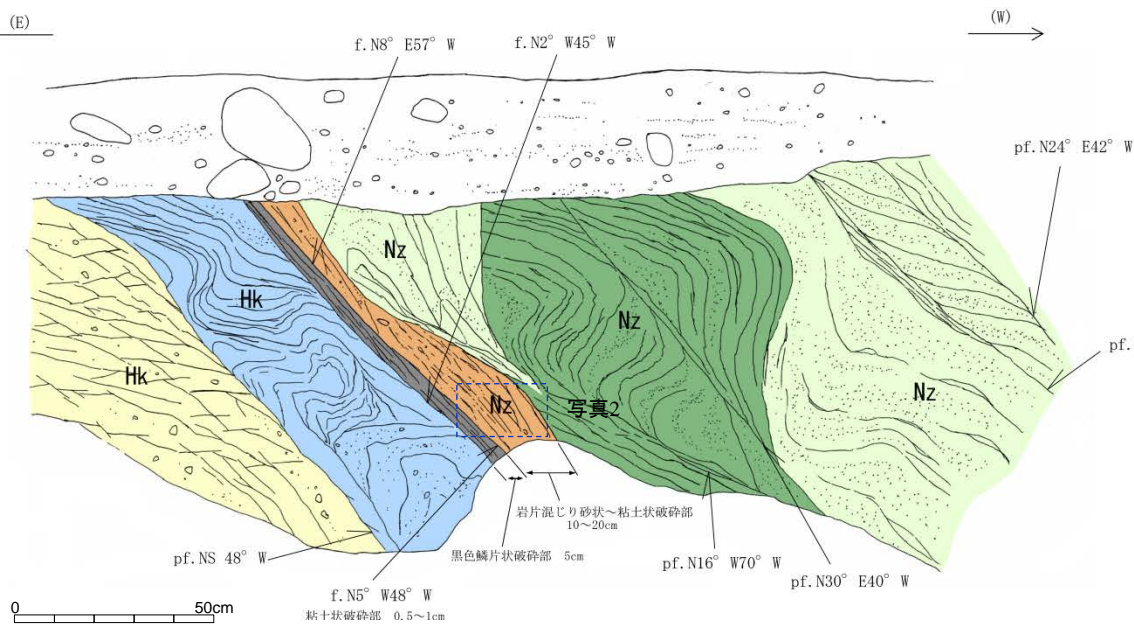 (E)
(W)
f.N8° E57° W
f.N2° W45° W
pf.N24° E42° W
Nz
Hk
Nz
Hk
pf.
Nz
写真2
Nz
岩片混じり砂状～粘土状破砕部
10～20cm
黒色鱗片状破砕部 5cm
pf.NS 48° W
pf.N16° W70° W
pf.N30° E40° W
f.N5° W48° W
粘土状破砕部 0.5～1cm
0 50cm